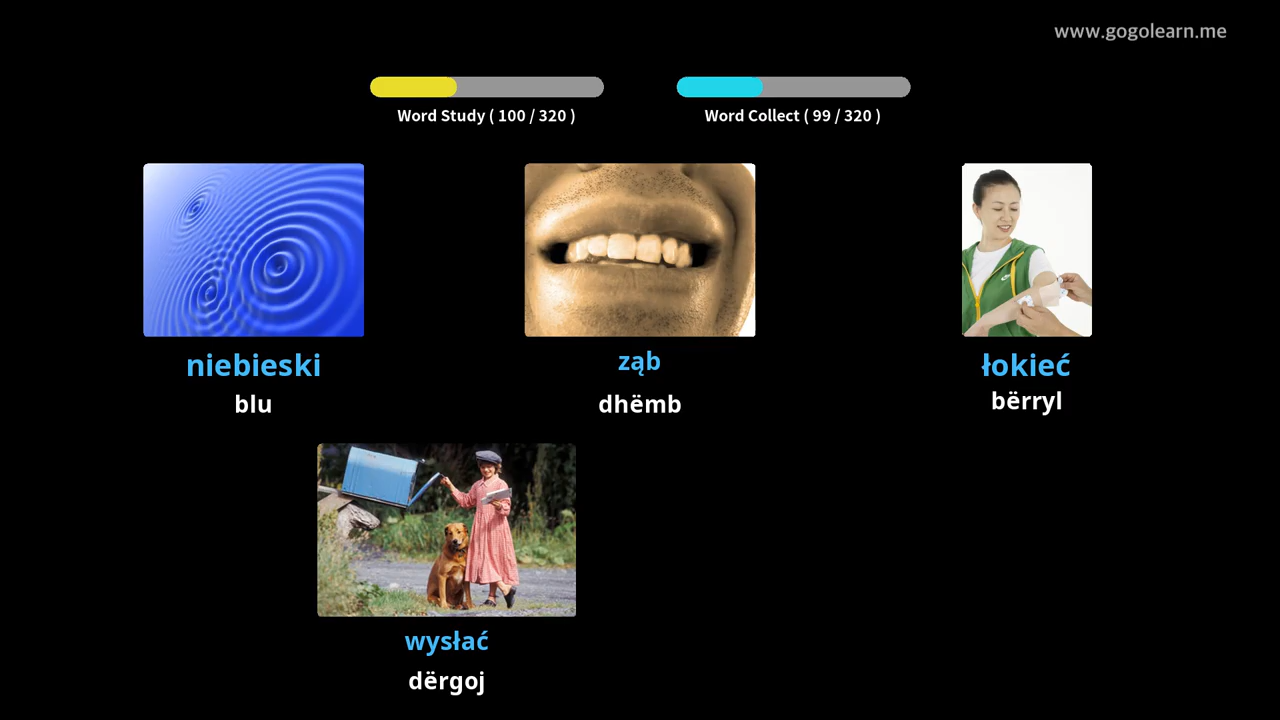 www.gogolearn.me
Word Study ( 100 / 320 )
Word Collect ( 99 / 320 )
niebieski
blu
ząb
dhëmb
łokieć
bërryl
wysłać
dërgoj